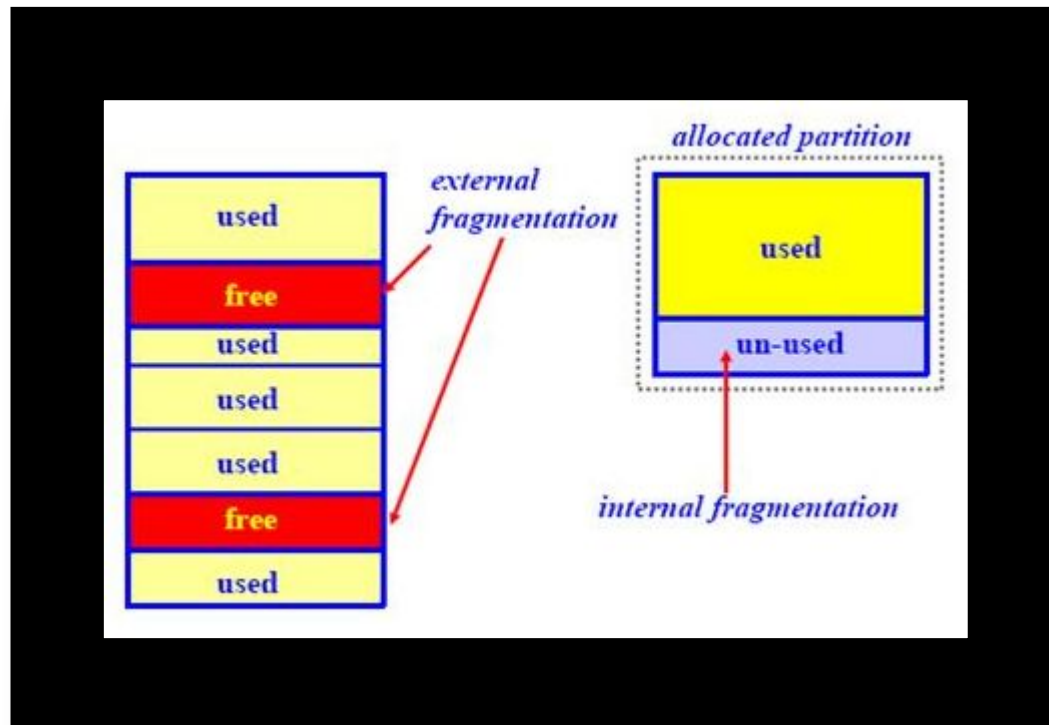 external
fragmentation
used
free
used
used
used
free
used
allocated partition
used
un-used
internal fragmentation